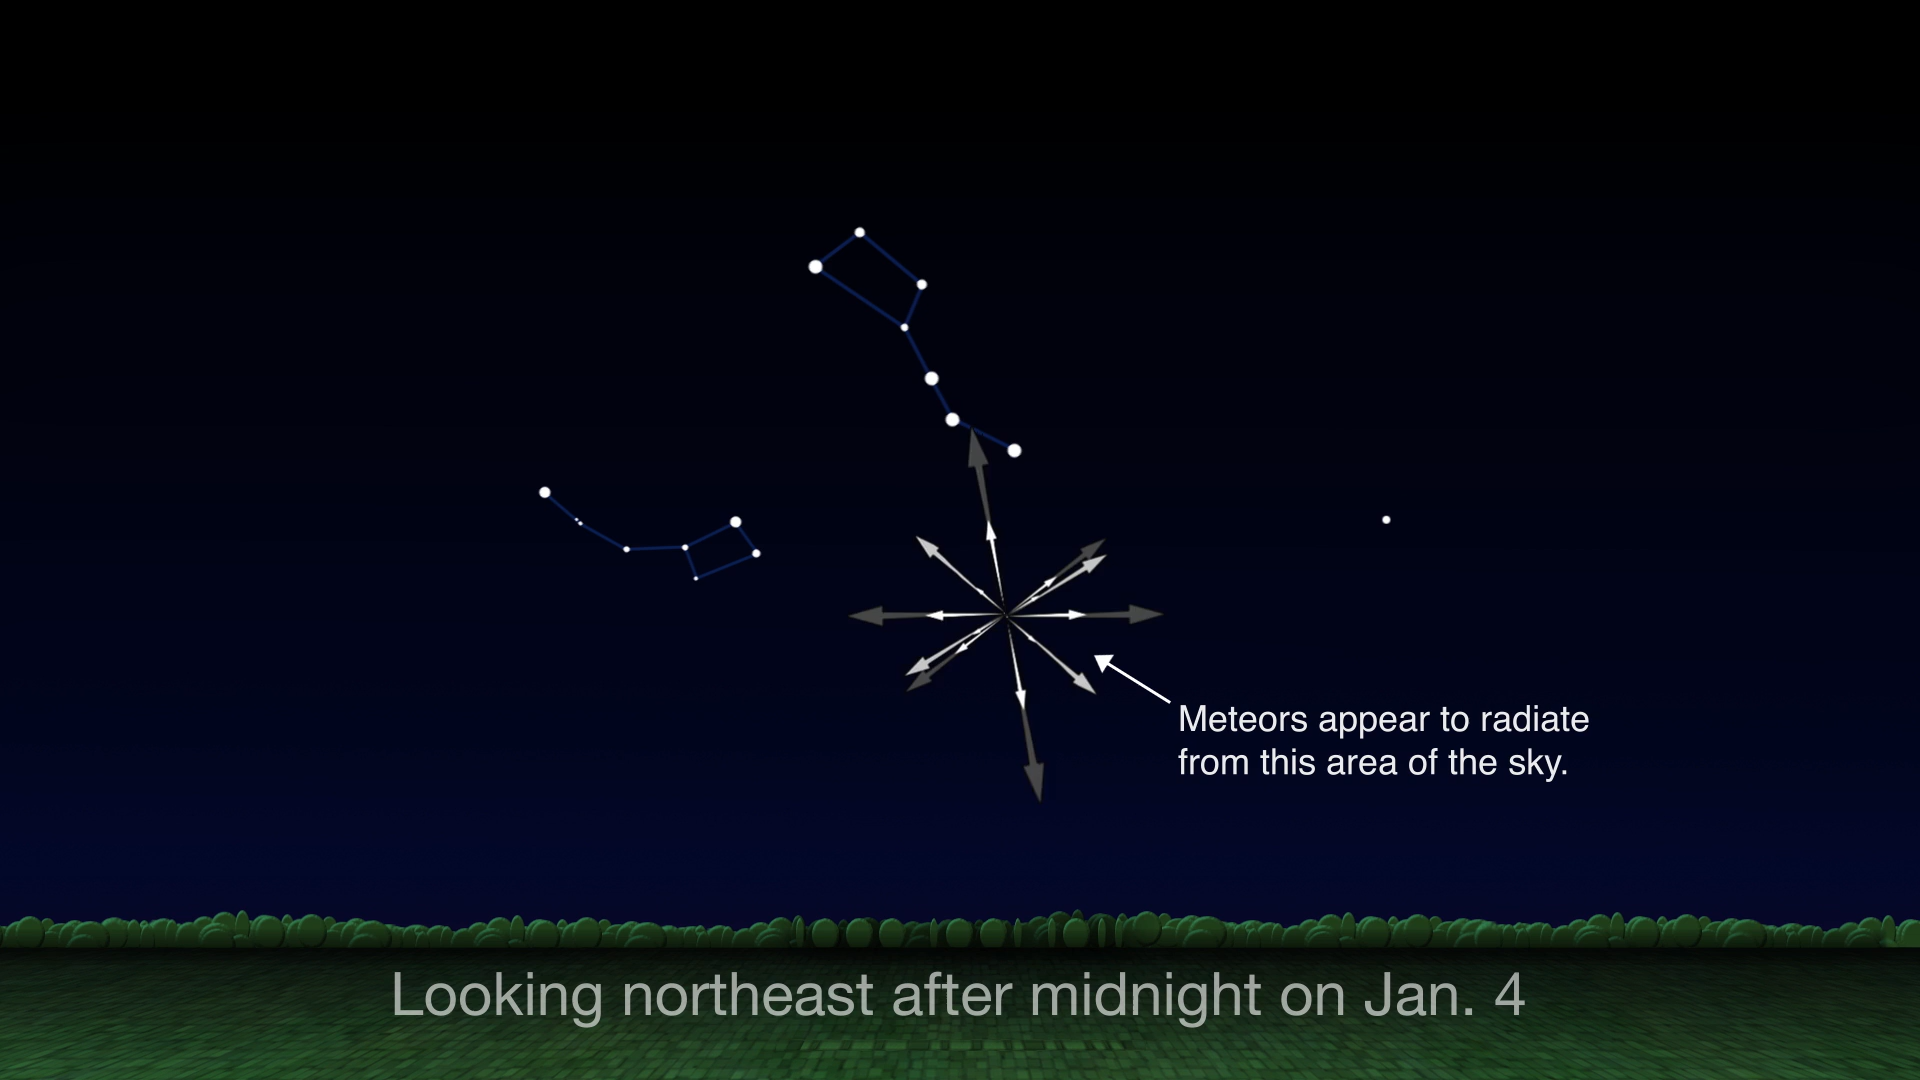 Meteors appear to radiate
from this area of the sky.
Looking northeast after midnight on Jan. 4